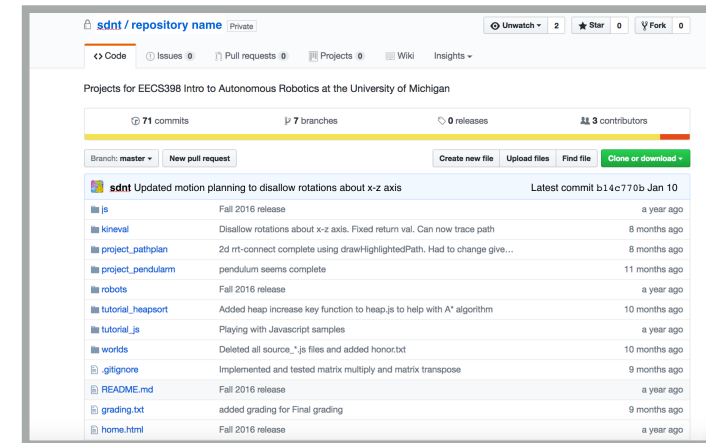 sdnt / repository name Private Unwatch 2 Star 0 Fork 0
Code Issues 0 Pull requests 0 Projects 0 Wiki Insights
Projects for EECS398 Intro to Autonomous Robotics at the University of Michigan
71 commits 7 branches 0 releases 3 contributors
Branch: master New pull request Create new file Upload files Find file Clone or download
sdnt Updated motion planning to disallow rotations about x-z axis Latest commit b14c770b Jan 10
js Fall 2016 release a year ago
kineval Disallow rotations about x-z axis. Fixed return val. Can now trace path 8 months ago
project_pathplan 2d rrt-connect complete using drawHighlightedPath. Had to change give... 8 months ago
project_pendularm pendulum seems complete 11 months ago
robots Fall 2016 release a year ago
tutorial_heapsort Added heap increase key function to heap.js to help with A* algorithm 10 months ago
tutorial_js Playing with Javascript samples a year ago
worlds Deleted all source_*.js files and added honor.txt 10 months ago
.gitignore Implemented and tested matrix multiply and matrix transpose 9 months ago
README.md Fall 2016 release a year ago
grading.txt added grading for Final grading 9 months ago
home.html Fall 2016 release a year ago